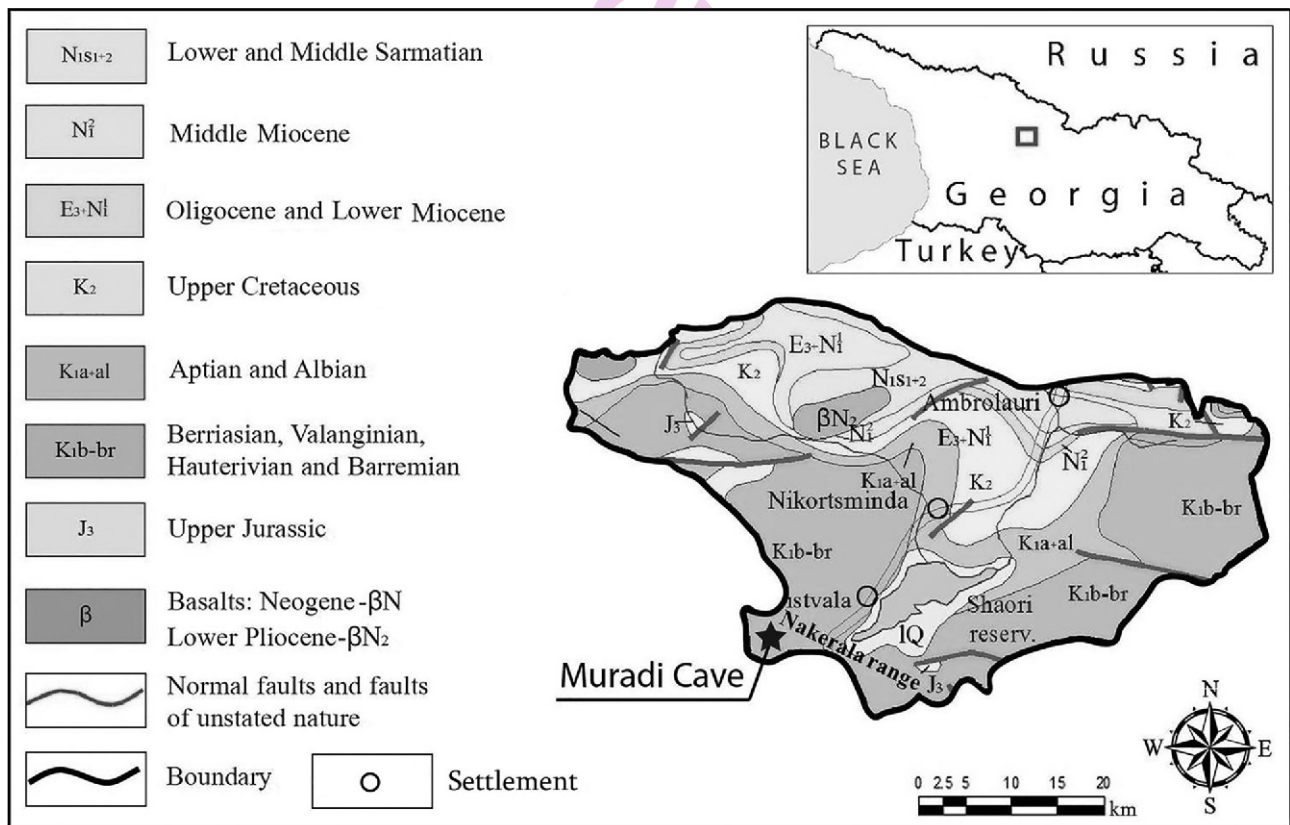 N₁s₁₊₂ Lower and Middle Sarmatian
N₁² Middle Miocene
E₃+N₁¹ Oligocene and Lower Miocene
K₂ Upper Cretaceous
K₁a+al Aptian and Albian
K₁b-br Berriasian, Valanginian,
Hauterivian and Barremian
J₃ Upper Jurassic
β Basalts: Neogene-βN
Lower Pliocene-βN₂
Normal faults and faults
of unstated nature
Boundary
Settlement
Russia
BLACK
SEA
Georgia
Turkey
E₃+N₁¹
K₂
N₁s₁₊₂
Ambrolauri
J₃
βN₂
N₁²
E₃+N₁¹
K₂
N₁²
K₁a+al
K₂
Nikortsminda
K₁b-br
K₁b-br
K₁a+al
K₁b-br
istvala
Shaori
reserv.
lQ
Nakerala range
J₃
Muradi Cave
N
W E
S
0 2.5 5 10 15 20
km